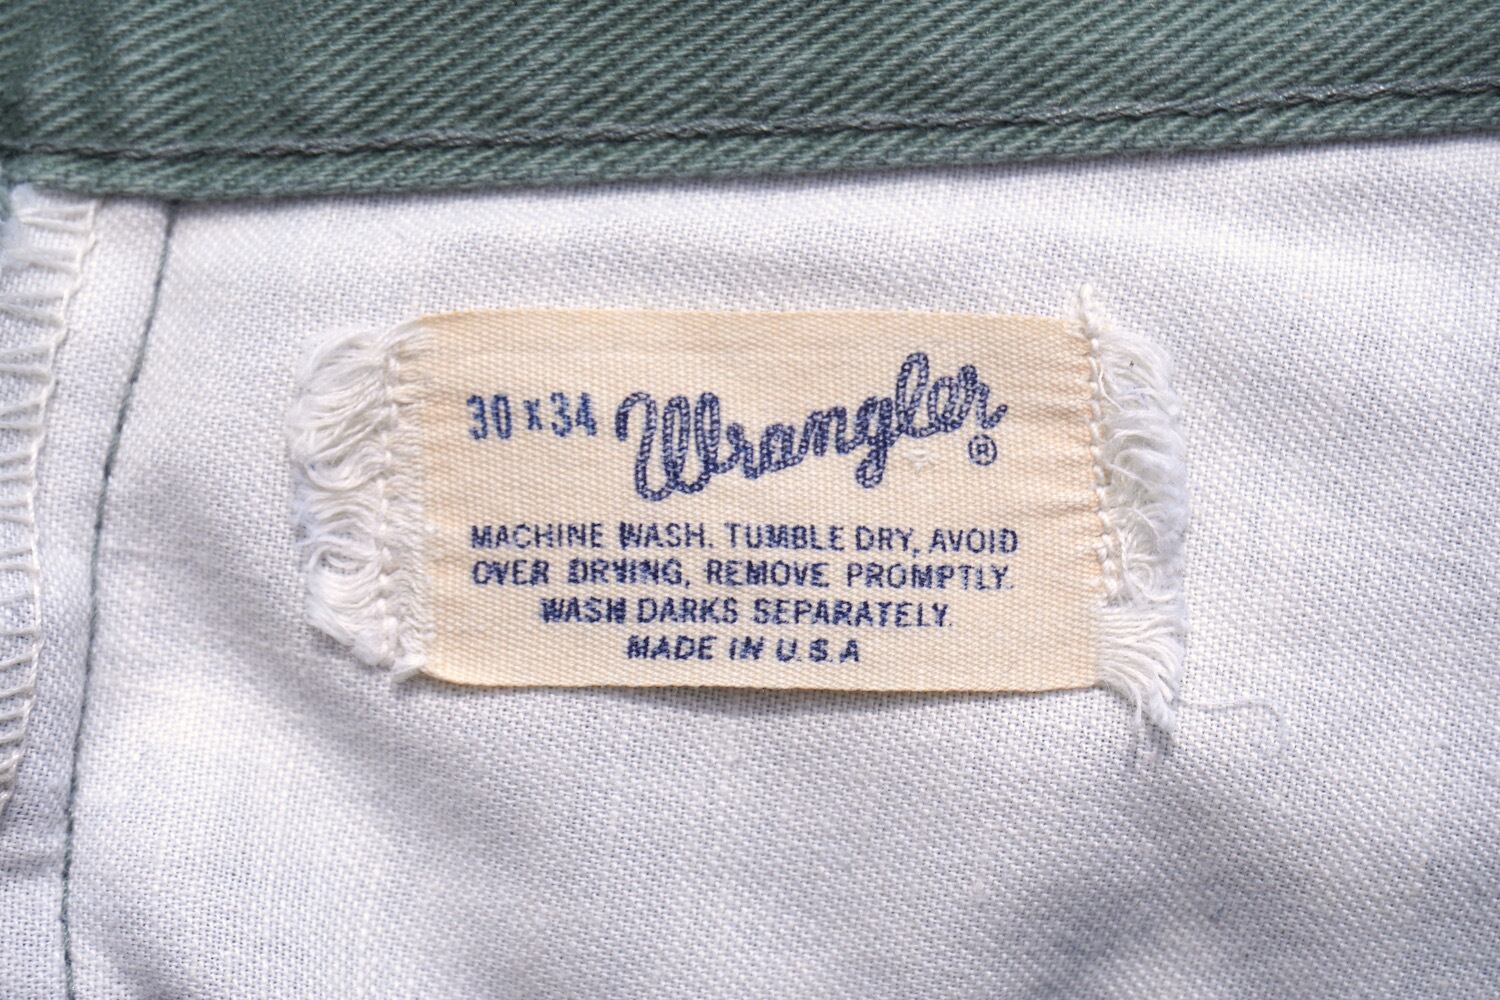 30 x 34 Wrangler ®
MACHINE WASH. TUMBLE DRY, AVOID
OVER DRYING, REMOVE PROMPTLY.
WASH DARKS SEPARATELY.
MADE IN U.S.A